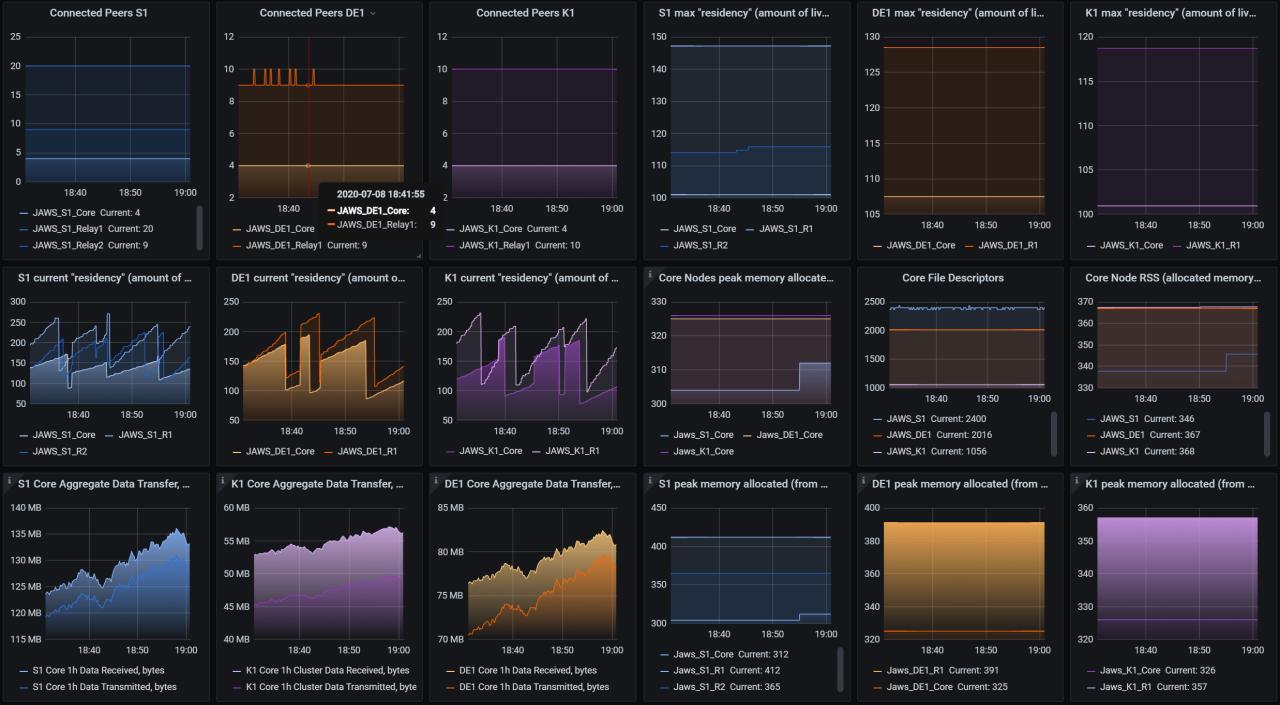 Connected Peers S1
25
20
15
10
5
0
18:40 18:50 19:00
JAWS_S1_Core Current: 4
JAWS_S1_Relay1 Current: 20
JAWS_S1_Relay2 Current: 9
Connected Peers DE1
12
10
8
6
4
2
18:40
2020-07-08 18:41:55
JAWS_DE1_Core: 4
JAWS_DE1_Relay1: 9
JAWS_DE1_Core
JAWS_DE1_Relay1 Current: 9
Connected Peers K1
12
10
8
6
4
2
18:40 18:50 19:00
JAWS_K1_Core Current: 4
JAWS_K1_Relay1 Current: 10
S1 max "residency" (amount of liv...
150
140
130
120
110
100
18:40 18:50 19:00
JAWS_S1_Core JAWS_S1_R1
JAWS_S1_R2
DE1 max "residency" (amount of li...
130
125
120
115
110
105
18:40 18:50 19:00
JAWS_DE1_Core JAWS_DE1_R1
K1 max "residency" (amount of liv...
120
115
110
105
100
18:40 18:50 19:00
JAWS_K1_Core JAWS_K1_R1
S1 current "residency" (amount of ...
300
250
200
150
100
50
18:40 18:50 19:00
JAWS_S1_Core JAWS_S1_R1
JAWS_S1_R2
DE1 current "residency" (amount o...
250
200
150
100
50
18:40 18:50 19:00
JAWS_DE1_Core JAWS_DE1_R1
K1 current "residency" (amount of ...
250
200
150
100
50
18:40 18:50 19:00
JAWS_K1_Core JAWS_K1_R1
Core Nodes peak memory allocate...
330
320
310
300
18:40 18:50 19:00
Jaws_S1_Core Jaws_DE1_Core
Jaws_K1_Core
Core File Descriptors
2500
2000
1500
1000
18:40 18:50 19:00
JAWS_S1 Current: 2400
JAWS_DE1 Current: 2016
JAWS_K1 Current: 1056
Core Node RSS (allocated memory...
370
360
350
340
330
18:40 18:50 19:00
JAWS_S1 Current: 346
JAWS_DE1 Current: 367
JAWS_K1 Current: 368
S1 Core Aggregate Data Transfer, ...
140 MB
135 MB
130 MB
125 MB
120 MB
115 MB
18:40 18:50 19:00
S1 Core 1h Data Received, bytes
S1 Core 1h Data Transmitted, bytes
K1 Core Aggregate Data Transfer, ...
60 MB
55 MB
50 MB
45 MB
40 MB
18:40 18:50 19:00
K1 Core 1h Cluster Data Received, bytes
K1 Core 1h Cluster Data Transmitted, byte
DE1 Core Aggregate Data Transfer,...
85 MB
80 MB
75 MB
70 MB
18:40 18:50 19:00
DE1 Core 1h Data Received, bytes
DE1 Core 1h Data Transmitted, bytes
S1 peak memory allocated (from ...
450
400
350
300
18:40 18:50 19:00
Jaws_S1_Core Current: 312
Jaws_S1_R1 Current: 412
Jaws_S1_R2 Current: 365
DE1 peak memory allocated (from ...
400
380
360
340
320
18:40 18:50 19:00
Jaws_DE1_R1 Current: 391
Jaws_DE1_Core Current: 325
K1 peak memory allocated (from ...
360
350
340
330
320
18:40 18:50 19:00
Jaws_K1_Core Current: 326
Jaws_K1_R1 Current: 357